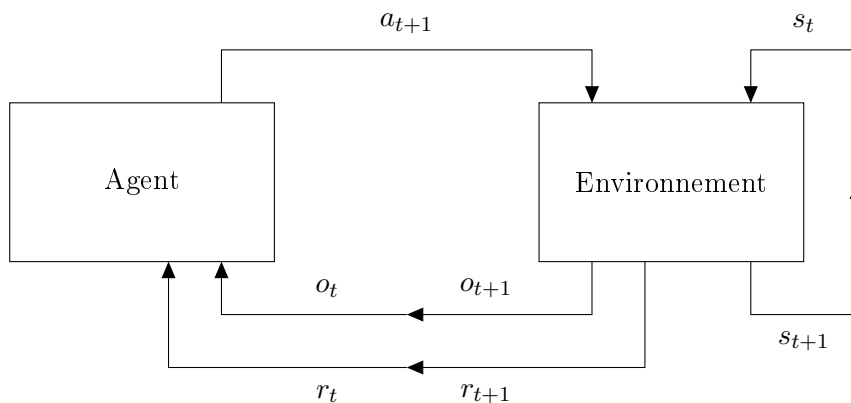 a_{t+1}
s_t
Agent
Environnement
o_t
o_{t+1}
s_{t+1}
r_t
r_{t+1}